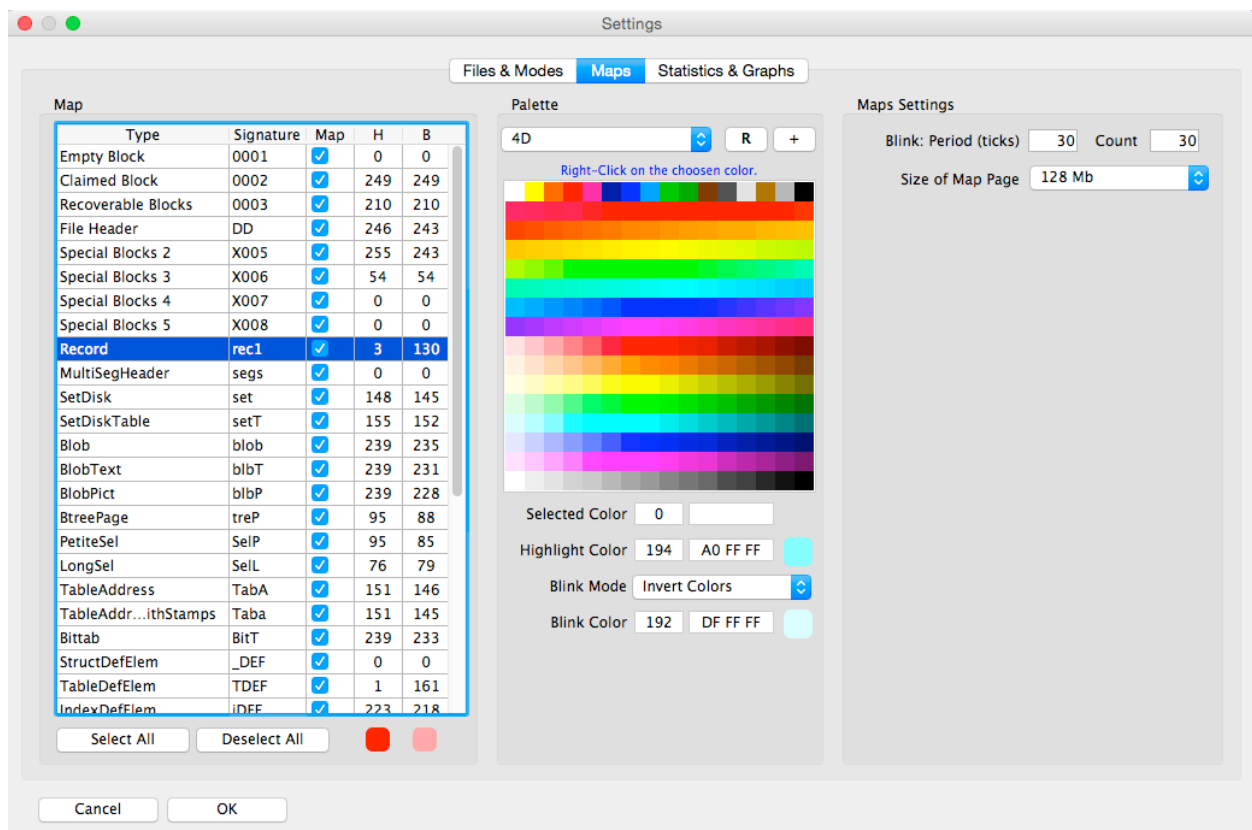 Settings
Files & Modes Maps Statistics & Graphs
Map
Type Signature Map H B
Empty Block 0001 0 0
Claimed Block 0002 249 249
Recoverable Blocks 0003 210 210
File Header DD 246 243
Special Blocks 2 X005 255 243
Special Blocks 3 X006 54 54
Special Blocks 4 X007 0 0
Special Blocks 5 X008 0 0
Record rec1 3 130
MultiSegHeader segs 0 0
SetDisk set 148 145
SetDiskTable setT 155 152
Blob blob 239 235
BlobText blbT 239 231
BlobPict blbP 239 228
BtreePage treP 95 88
PetiteSel SelP 95 85
LongSel SelL 76 79
TableAddress TabA 151 146
TableAddr...ithStamps Taba 151 145
Bittab BitT 239 233
StructDefElem _DEF 0 0
TableDefElem TDEF 1 161
IndexDefElem iDEF 223 218
Select All Deselect All
Palette
4D R +
Right-Click on the choosen color.
Selected Color 0
Highlight Color 194 A0 FF FF
Blink Mode Invert Colors
Blink Color 192 DF FF FF
Maps Settings
Blink: Period (ticks) 30 Count 30
Size of Map Page 128 Mb
Cancel OK